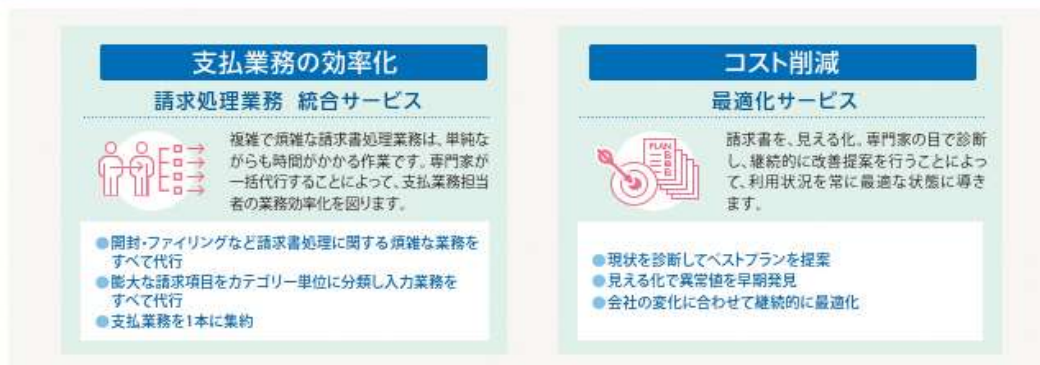 支払業務の効率化
請求処理業務 統合サービス
複雑で煩雑な請求書処理業務は、単純な
がらも時間がかかる作業です。専門家が
一括代行することによって、支払業務担当
者の業務効率化を図ります。
●開封・ファイリングなど請求書処理に関する煩雑な業務を
すべて代行
●膨大な請求項目をカテゴリー単位に分類し入力業務を
すべて代行
●支払業務を1本に集約
コスト削減
最適化サービス
PLAN
請求書を、見える化。専門家の目で診断
し、継続的に改善提案を行うことによっ
て、利用状況を常に最適な状態に導き
ます。
●現状を診断してベストプランを提案
●見える化で異常値を早期発見
●会社の変化に合わせて継続的に最適化